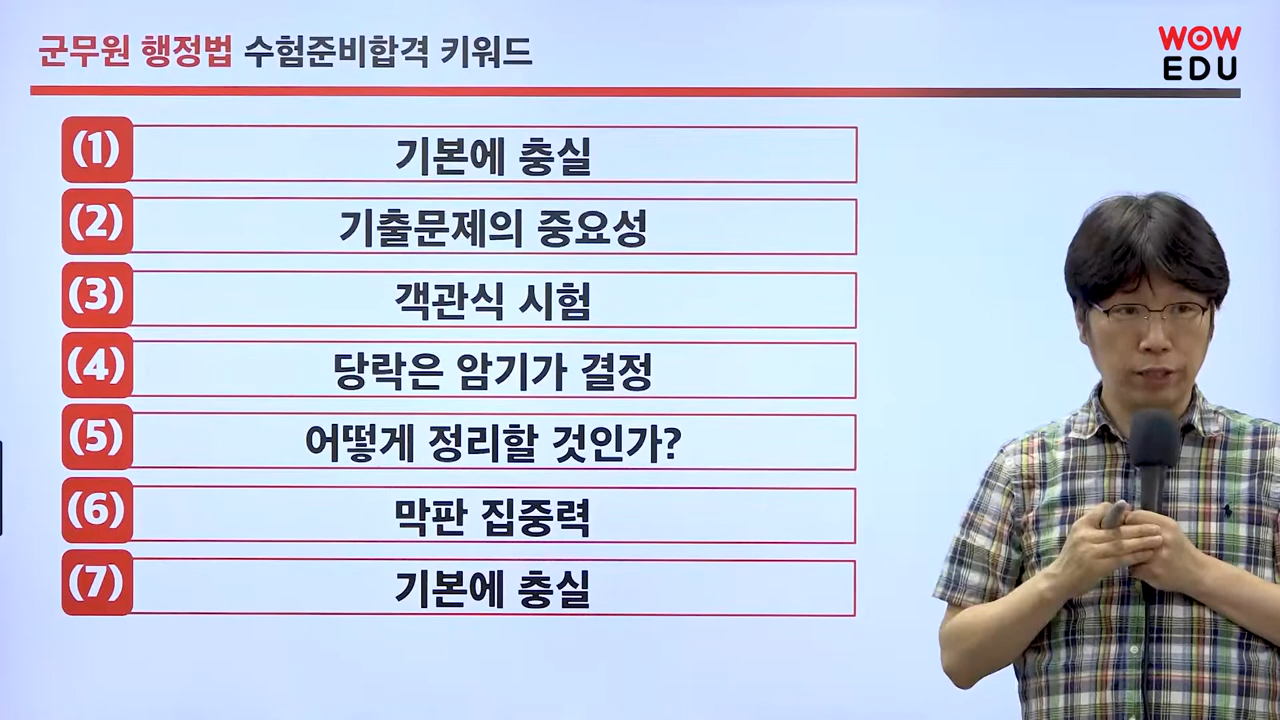 군무원 행정법 수험준비합격 키워드
WOW
EDU
(1) 기본에 충실
(2) 기출문제의 중요성
(3) 객관식 시험
(4) 당락은 암기가 결정
(5) 어떻게 정리할 것인가?
(6) 막판 집중력
(7) 기본에 충실